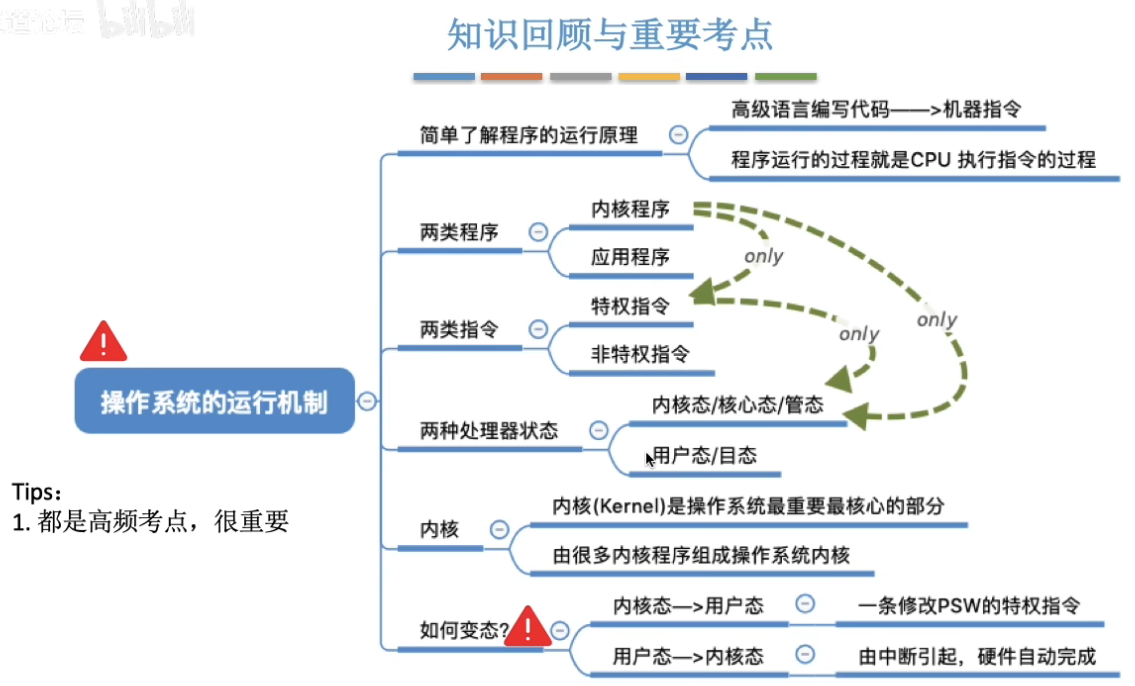 bilibili
知识回顾与重要考点
高级语言编写代码——>机器指令
简单了解程序的运行原理
程序运行的过程就是CPU 执行指令的过程
内核程序
两类程序
应用程序
only
特权指令
两类指令
only
only
非特权指令
操作系统的运行机制
内核态/核心态/管态
两种处理器状态
用户态/目态
Tips：
1. 都是高频考点，很重要
内核(Kernel)是操作系统最重要最核心的部分
内核
由很多内核程序组成操作系统内核
内核态—>用户态
一条修改PSW的特权指令
如何变态?
用户态—>内核态
由中断引起，硬件自动完成